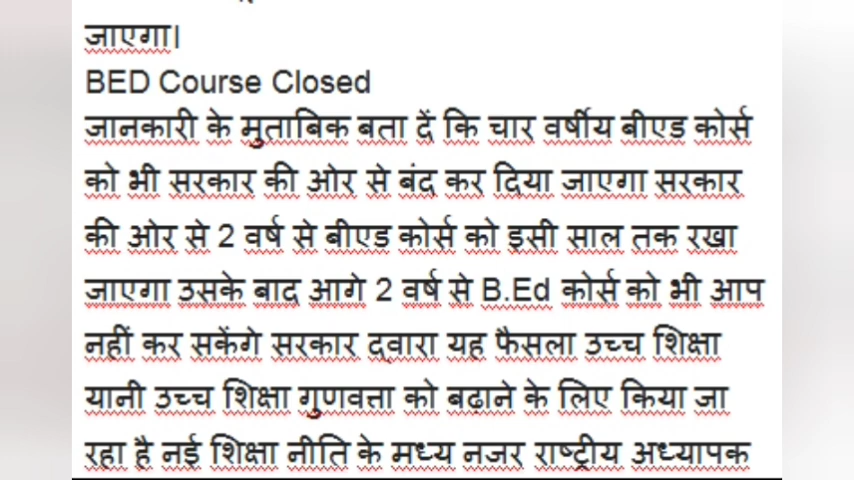 जाएगा।
BED Course Closed
जानकारी के मुताबिक बता दें कि चार वर्षीय बीएड कोर्स
को भी सरकार की ओर से बंद कर दिया जाएगा सरकार
की ओर से 2 वर्ष से बीएड कोर्स को इसी साल तक रखा
जाएगा उसके बाद आगे 2 वर्ष से B.Ed कोर्स को भी आप
नहीं कर सकेंगे सरकार द्वारा यह फैसला उच्च शिक्षा
यानी उच्च शिक्षा गुणवत्ता को बढ़ाने के लिए किया जा
रहा है नई शिक्षा नीति के मध्य नजर राष्ट्रीय अध्यापक